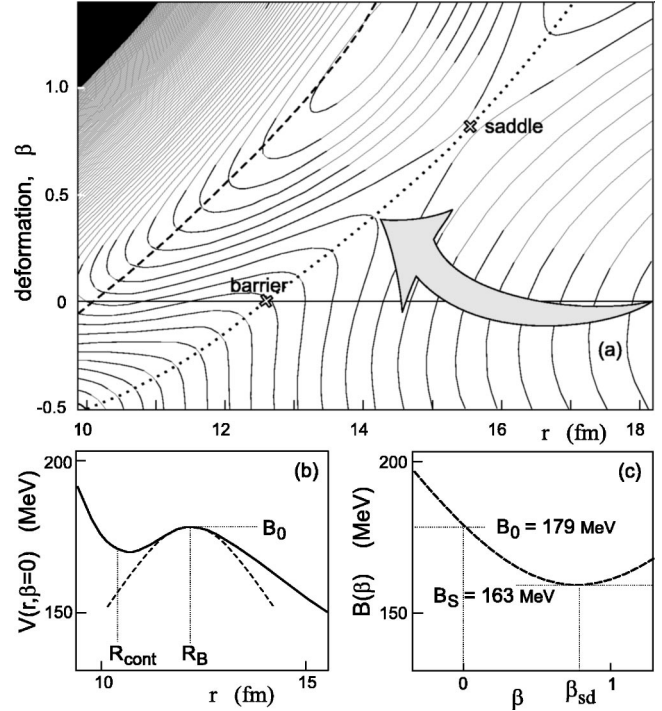 deformation, β
1.0
0.5
0
-0.5
saddle
barrier
(a)
10
12
14
16
18
r (fm)
(b)
V(r,β=0) (MeV)
200
150
B0
Rcont
RB
10
15
r (fm)
(c)
B(β) (MeV)
200
150
B0 = 179 MeV
BS = 163 MeV
0
βsd
1
β